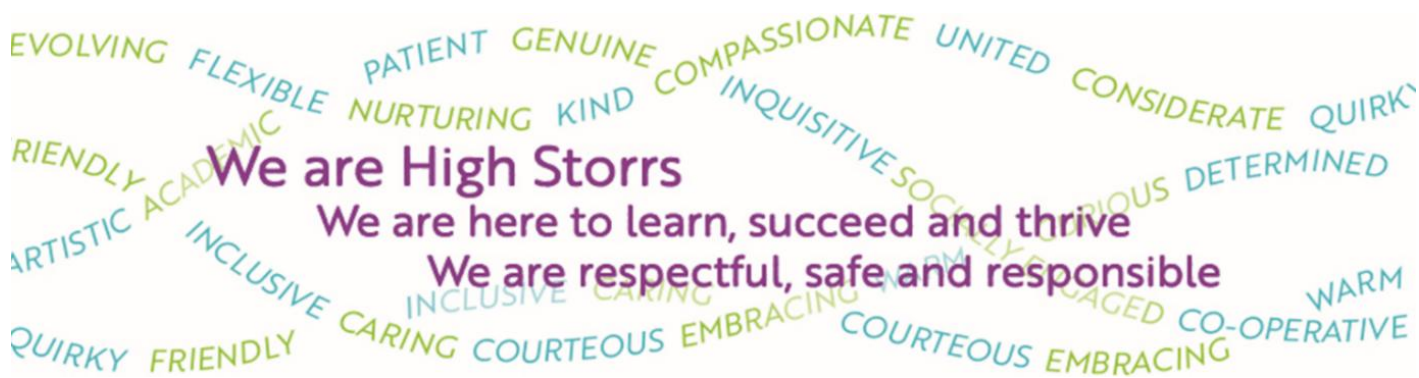 EVOLVING FLEXIBLE
PATIENT GENUINE
COMPASSIONATE UNITED
CONSIDERATE QUIRKY
NURTURING KIND
INQUISITIVE SOCIALLY ENGAGED
RIENDLY ACADEMIC
CURIOUS DETERMINED
We are High Storrs
We are here to learn, succeed and thrive
We are respectful, safe and responsible
ARTISTIC
INCLUSIVE CARING
INCLUSIVE CARING
WARM
WARM
QUIRKY FRIENDLY
COURTEOUS EMBRACING
COURTEOUS EMBRACING
CO-OPERATIVE